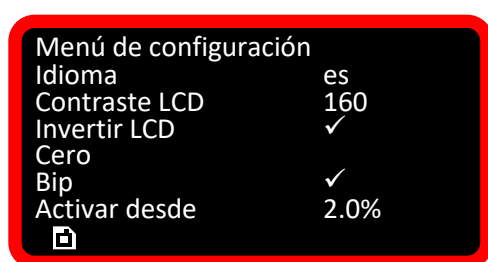 Menú de configuración
Idioma es
Contraste LCD 160
Invertir LCD ✓
Cero
Bip ✓
Activar desde 2.0%